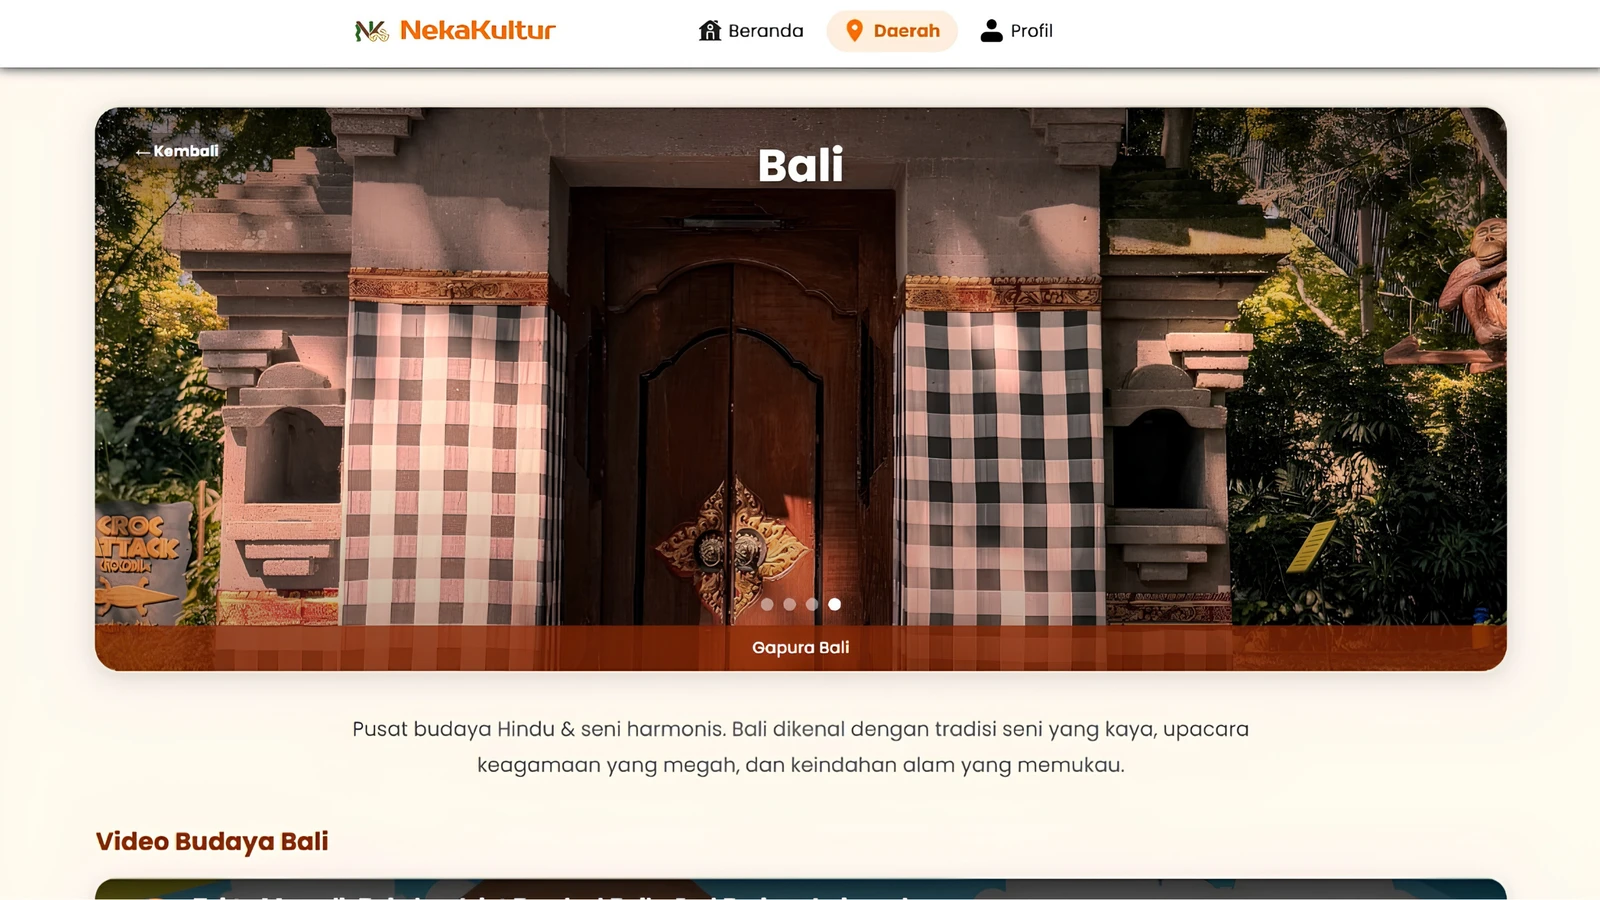 NekaKultur
Beranda
Daerah
Profil
←Kembali
Bali
CROC
ATTACK
CROCODILE
Gapura Bali
Pusat budaya Hindu & seni harmonis. Bali dikenal dengan tradisi seni yang kaya, upacara
keagamaan yang megah, dan keindahan alam yang memukau.
Video Budaya Bali